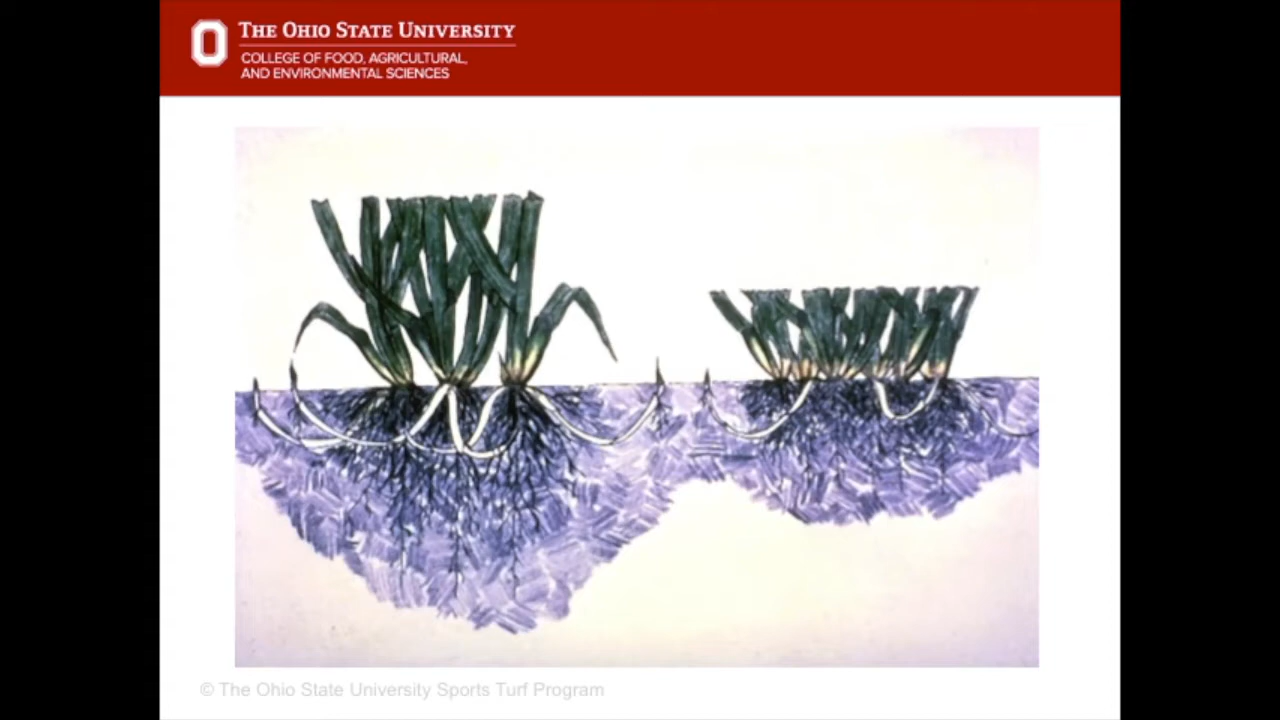 THE OHIO STATE UNIVERSITY
COLLEGE OF FOOD, AGRICULTURAL,
AND ENVIRONMENTAL SCIENCES
© The Ohio State University Sports Turf Program